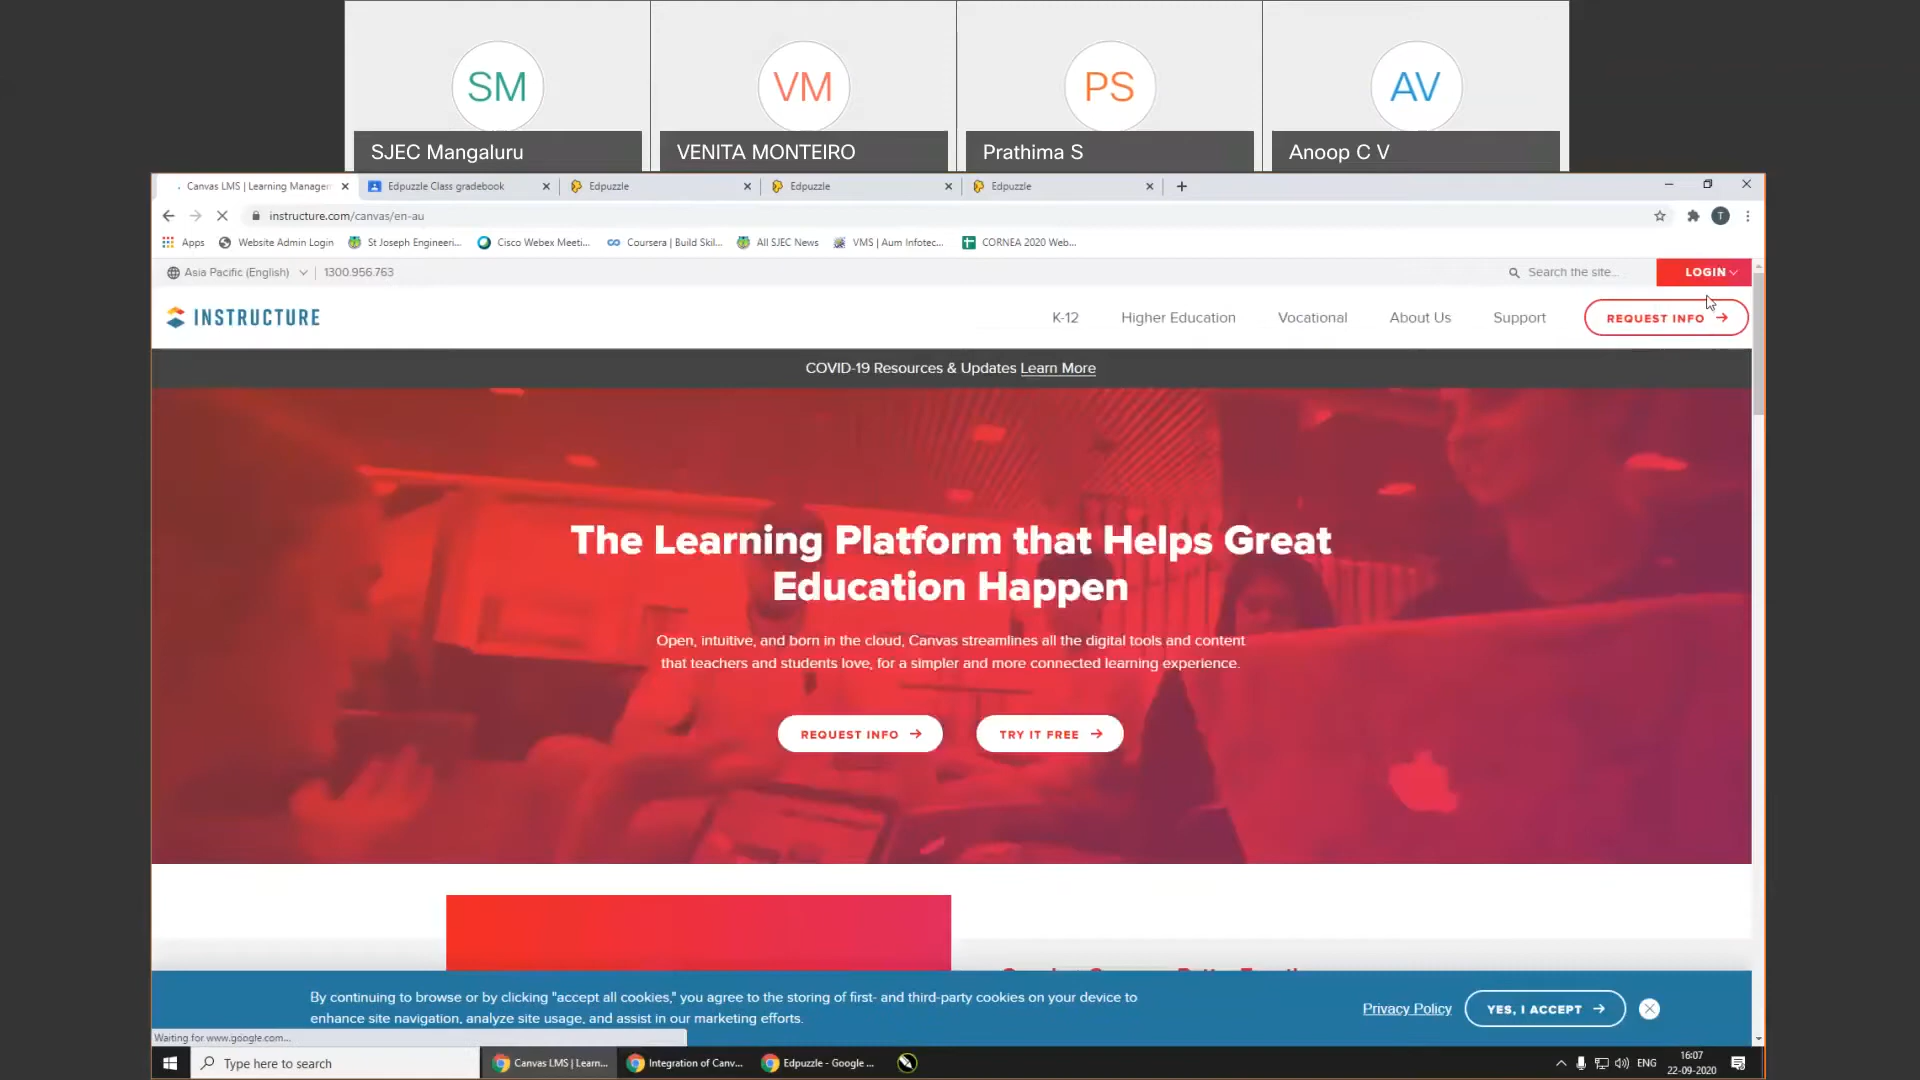 SM VM PS AV
SJEC Mangaluru VENITA MONTEIRO Prathima S Anoop C V
Canvas LMS | Learning Manager Edpuzzle Class gradebook Edpuzzle Edpuzzle Edpuzzle
instructure.com/canvas/en-au T
Apps Website Admin Login St Joseph Engineeri... Cisco Webex Meeti... Coursera | Build Skil... All SJEC News VMS | Aum Infotec... CORNEA 2020 Web...
Asia Pacific (English) 1300.956.763 Search the site... LOGIN
INSTRUCTURE K-12 Higher Education Vocational About Us Support REQUEST INFO
COVID-19 Resources & Updates Learn More
The Learning Platform that Helps Great
Education Happen
Open, intuitive, and born in the cloud, Canvas streamlines all the digital tools and content
that teachers and students love, for a simpler and more connected learning experience.
REQUEST INFO TRY IT FREE
By continuing to browse or by clicking "accept all cookies," you agree to the storing of first- and third-party cookies on your device to
enhance site navigation, analyze site usage, and assist in our marketing efforts.
Privacy Policy YES, I ACCEPT
Waiting for www.google.com...
Type here to search Canvas LMS | Learn... Integration of Canv... Edpuzzle - Google ... ENG 16:07
22-09-2020